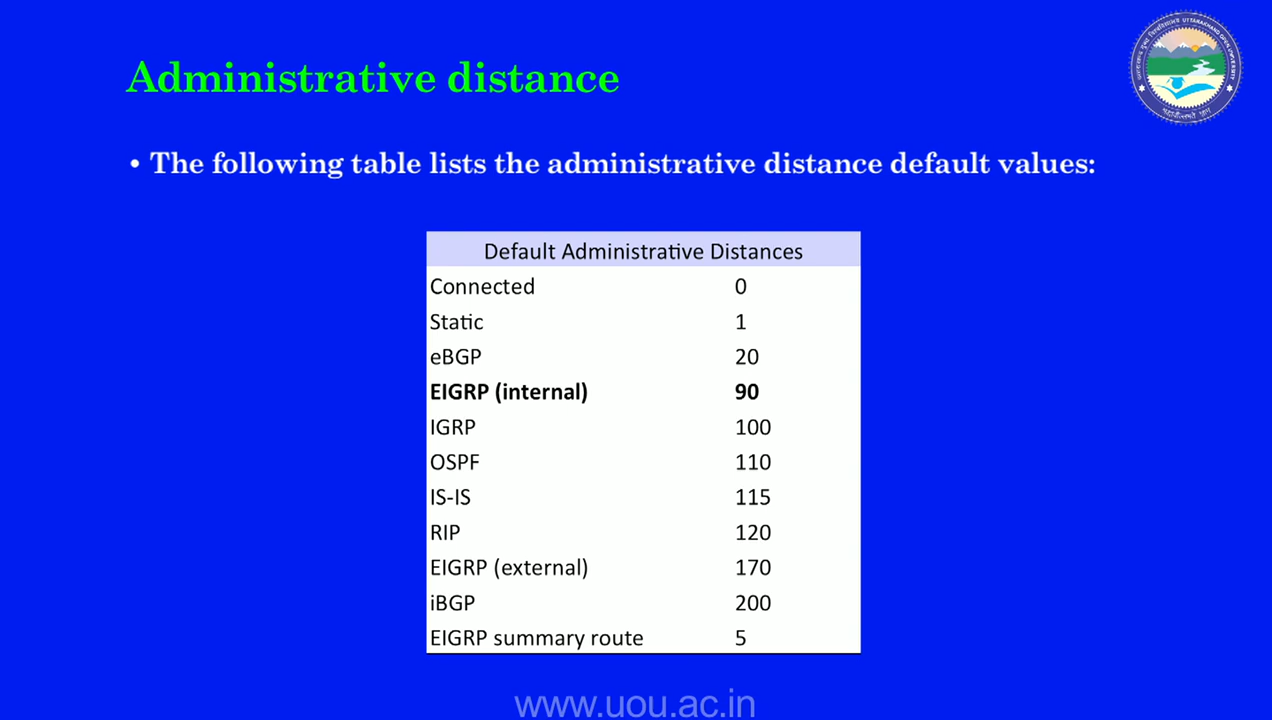 Administrative distance
• The following table lists the administrative distance default values:
Default Administrative Distances
Connected 0
Static 1
eBGP 20
EIGRP (internal) 90
IGRP 100
OSPF 110
IS-IS 115
RIP 120
EIGRP (external) 170
iBGP 200
EIGRP summary route 5
www.uou.ac.in